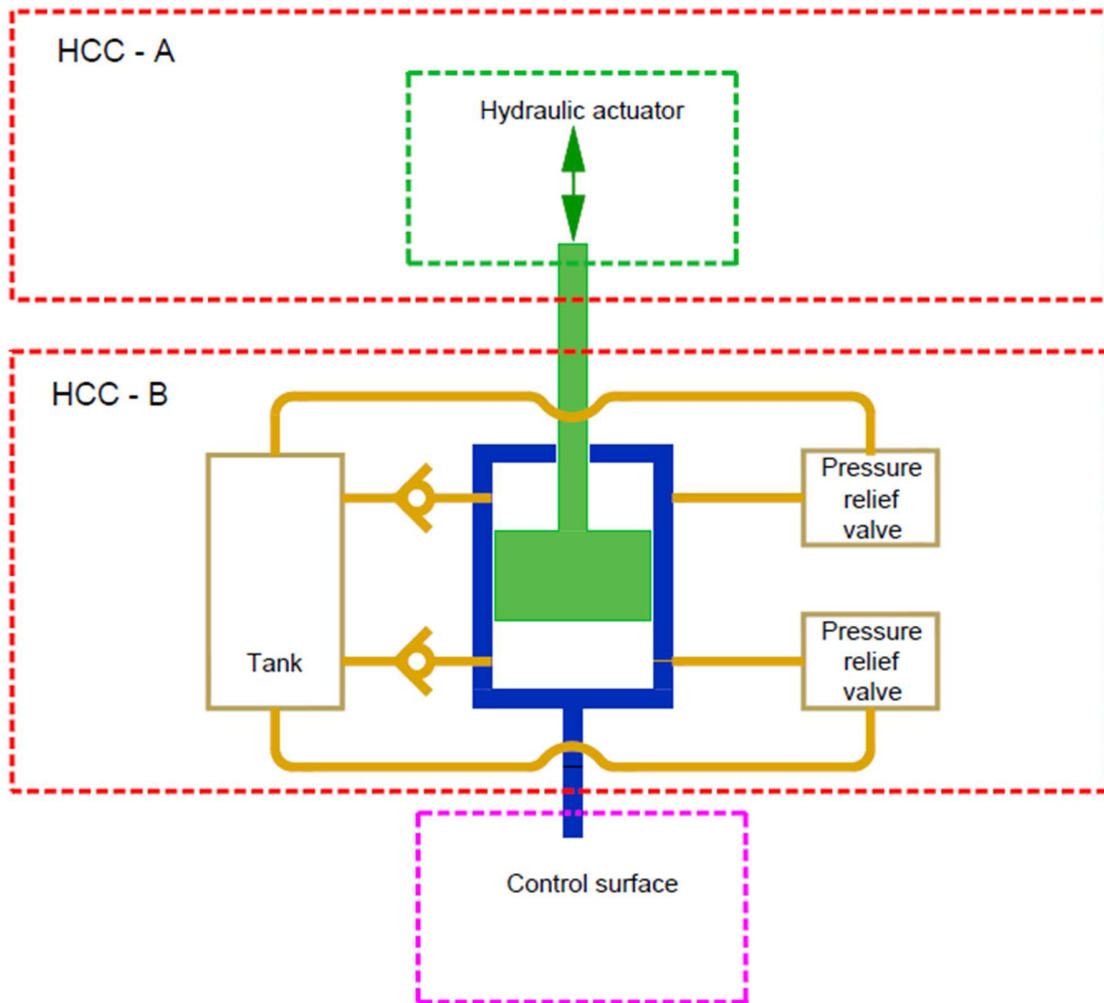 HCC - A
Hydraulic actuator
HCC - B
Pressure
relief
valve
Tank
Pressure
relief
valve
Control surface